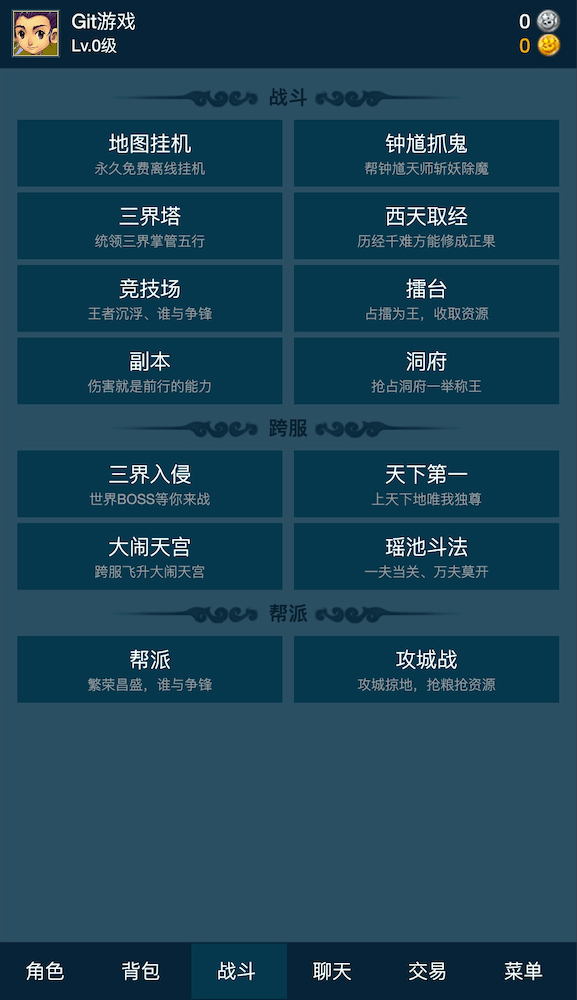 Git游戏
Lv.0级
0
0
战斗
地图挂机
永久免费离线挂机
钟馗抓鬼
帮钟馗天师斩妖除魔
三界塔
统领三界掌管五行
西天取经
历经千难方能修成正果
竞技场
王者沉浮、谁与争锋
擂台
占擂为王，收取资源
副本
伤害就是前行的能力
洞府
抢占洞府一举称王
跨服
三界入侵
世界BOSS等你来战
天下第一
上天下地唯我独尊
大闹天宫
跨服飞升大闹天宫
瑶池斗法
一夫当关、万夫莫开
帮派
帮派
繁荣昌盛，谁与争锋
攻城战
攻城掠地，抢粮抢资源
角色
背包
战斗
聊天
交易
菜单